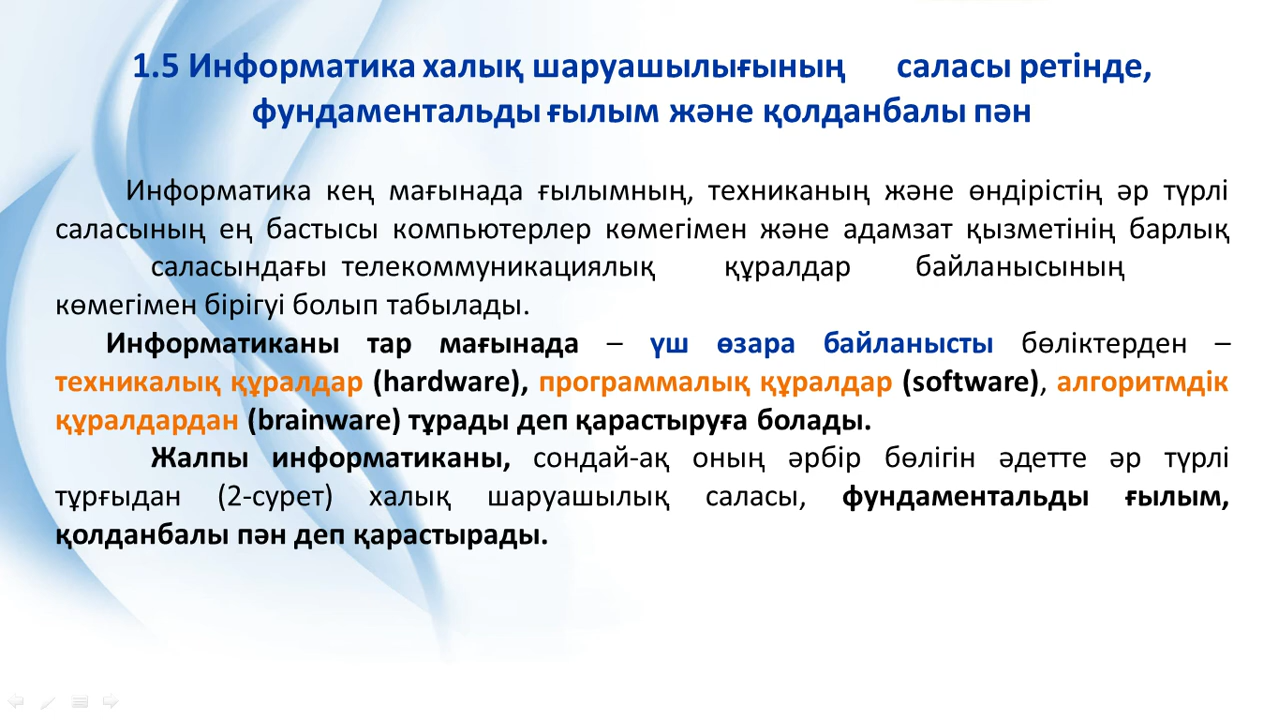 1.5 Информатика халық шаруашылығының саласы ретінде,
фундаментальды ғылым және қолданбалы пән
Информатика кең мағынада ғылымның, техниканың және өндірістің әр түрлі
саласының ең бастысы компьютерлер көмегімен және адамзат қызметінің барлық
саласындағы телекоммуникациялық құралдар байланысының
көмегімен бірігуі болып табылады.
Информатиканы тар мағынада – үш өзара байланысты бөліктерден –
техникалық құралдар (hardware), программалық құралдар (software), алгоритмдік
құралдардан (brainware) тұрады деп қарастыруға болады.
Жалпы информатиканы, сондай-ақ оның әрбір бөлігін әдетте әр түрлі
тұрғыдан (2-сурет) халық шаруашылық саласы, фундаментальды ғылым,
қолданбалы пән деп қарастырады.